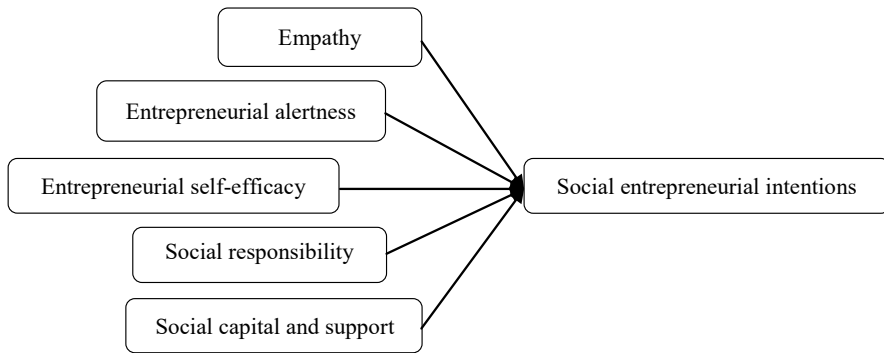 Empathy
Entrepreneurial alertness
Entrepreneurial self-efficacy
Social entrepreneurial intentions
Social responsibility
Social capital and support